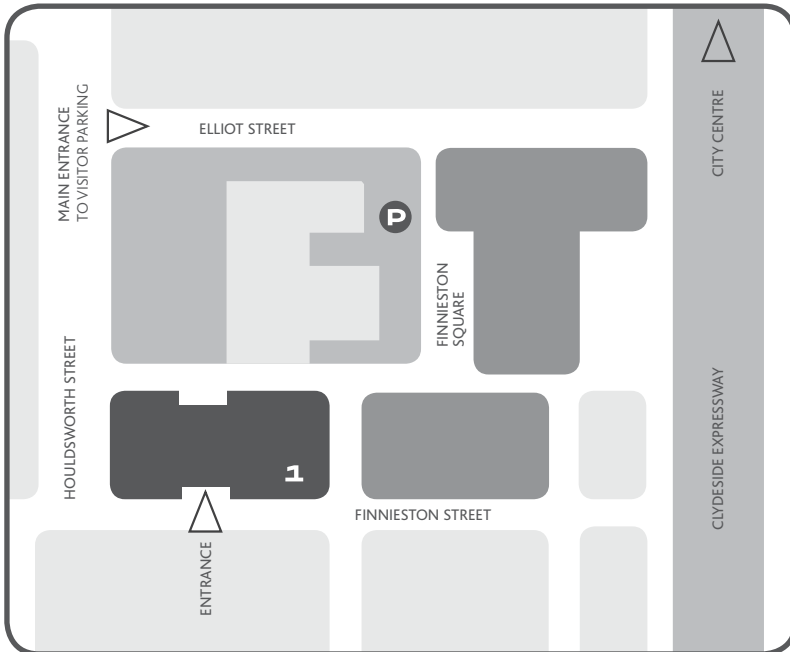 MAIN ENTRANCE
TO VISITOR PARKING
ELLIOT STREET
CITY CENTRE
P
FINNIESTON
SQUARE
HOULDSWORTH STREET
CLYDESIDE EXPRESSWAY
1
FINNIESTON STREET
ENTRANCE